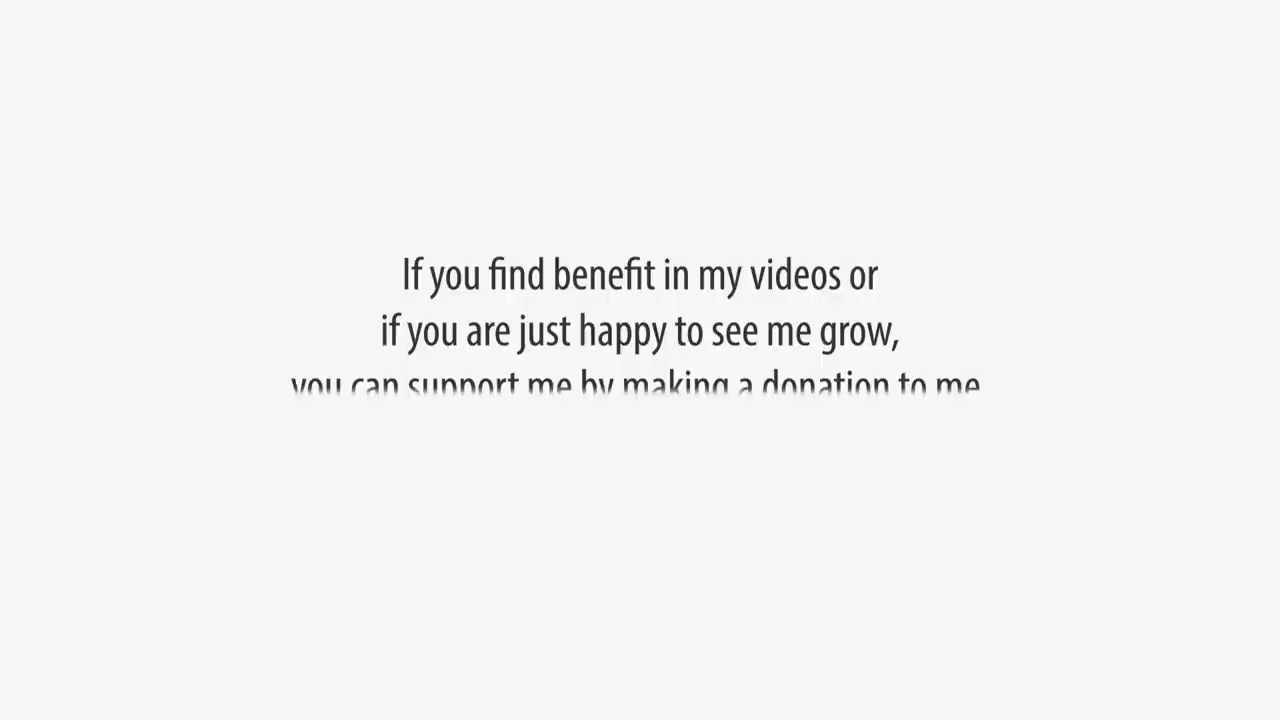 If you find benefit in my videos or
if you are just happy to see me grow,
you can support me by making a donation to me